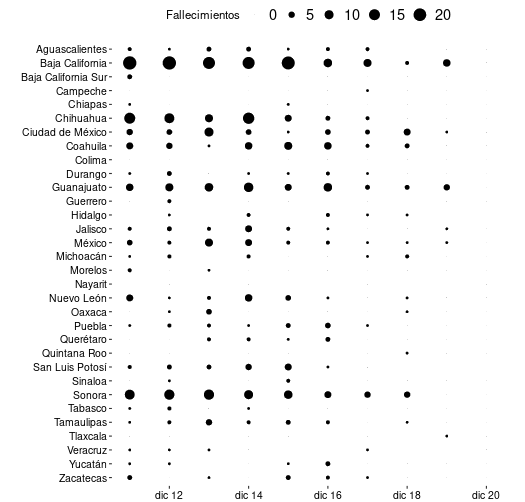 Fallecimientos 0 5 10 15 20
Aguascalientes
Baja California
Baja California Sur
Campeche
Chiapas
Chihuahua
Ciudad de México
Coahuila
Colima
Durango
Guanajuato
Guerrero
Hidalgo
Jalisco
México
Michoacán
Morelos
Nayarit
Nuevo León
Oaxaca
Puebla
Querétaro
Quintana Roo
San Luis Potosí
Sinaloa
Sonora
Tabasco
Tamaulipas
Tlaxcala
Veracruz
Yucatán
Zacatecas
dic 12 dic 14 dic 16 dic 18 dic 20